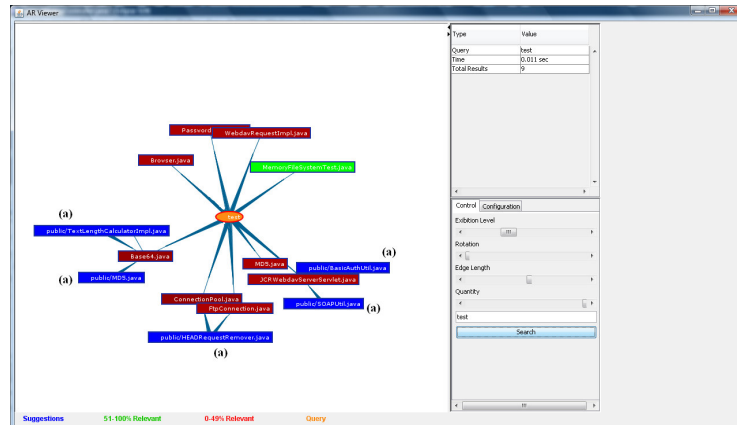 AR Viewer
Type Value
Query test
Time 0.011 sec
Total Results 9
Password
WebdavRequestImpl.java
Browser.java
MemoryFileSystemTest.java
test
(a)
public/TextLengthCalculatorImpl.java
Base64.java
(a)
public/MD5.java
MD5.java
(a)
public/BasicAuthUtil.java
JCRWebdavServerServlet.java
ConnectionPool.java
FtpConnection.java
public/SOAPUtil.java
(a)
public/HEADRequestRemover.java
(a)
Control Configuration
Exibition Level
Rotation
Edge Length
Quantity
test
Search
Suggestions 51-100% Relevant 0-49% Relevant Query